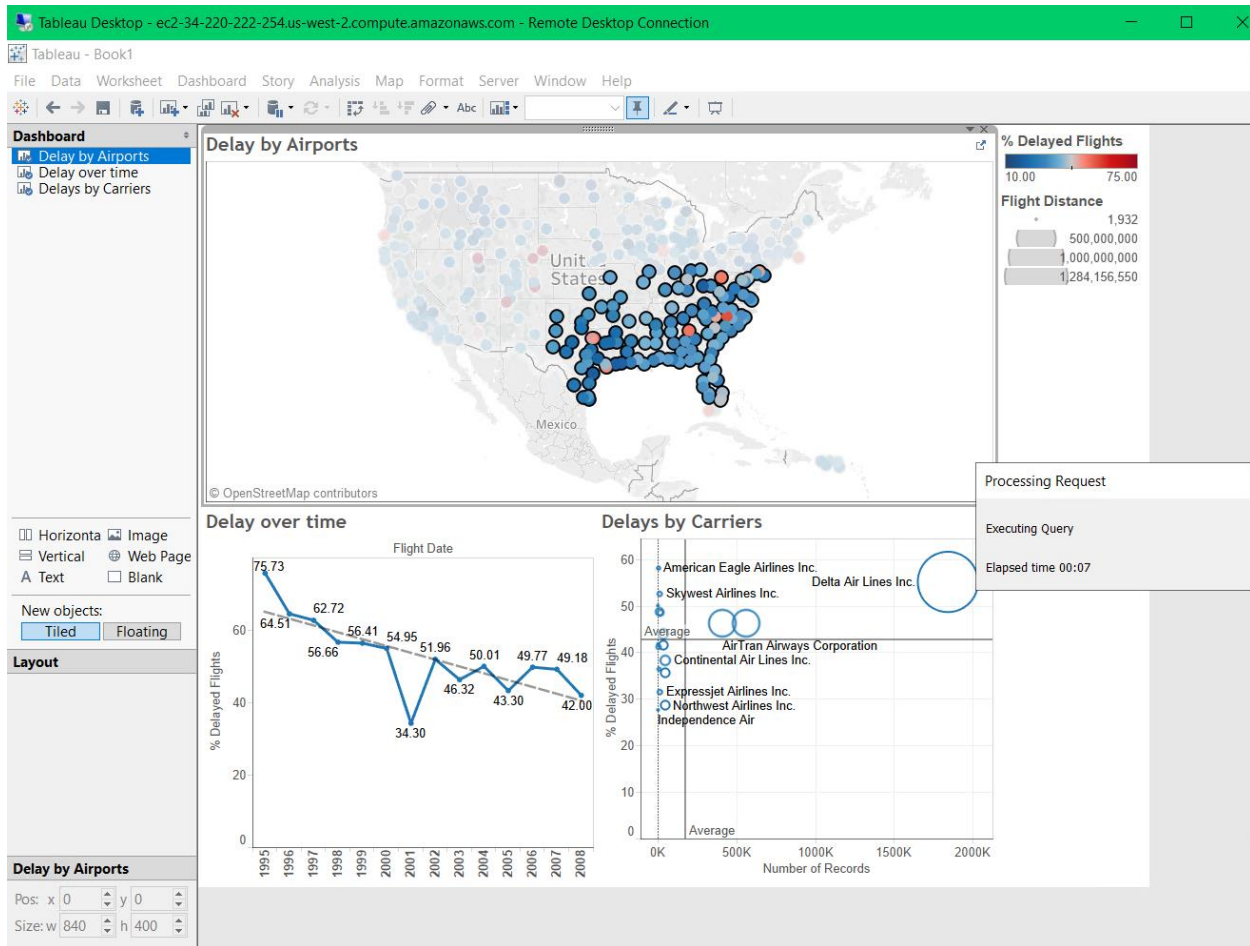 Tableau Desktop - ec2-34-220-222-254.us-west-2.compute.amazonaws.com - Remote Desktop Connection
Tableau - Book1
File Data Worksheet Dashboard Story Analysis Map Format Server Window Help
Abc
Dashboard
Delay by Airports
Delay over time
Delays by Carriers
Horizonta Image
Vertical Web Page
A Text Blank
New objects:
Tiled Floating
Layout
Delay by Airports
Pos: x 0 y 0
Size: w 840 h 400
Delay by Airports
Unit
States
Mexico
© OpenStreetMap contributors
% Delayed Flights
10.00 75.00
Flight Distance
1,932
500,000,000
1,000,000,000
1,284,156,550
Processing Request
Executing Query
Elapsed time 00:07
Delay over time
Flight Date
% Delayed Flights
60
40
20
0
75.73
64.51
62.72
56.66
56.41
54.95
34.30
51.96
46.32
50.01
43.30
49.77
49.18
42.00
1995 1996 1997 1998 1999 2000 2001 2002 2003 2004 2005 2006 2007 2008
Delays by Carriers
% Delayed Flights
60
50
40
30
20
10
0
American Eagle Airlines Inc.
Delta Air Lines Inc.
Skywest Airlines Inc.
Average
AirTran Airways Corporation
Continental Air Lines Inc.
Expressjet Airlines Inc.
Northwest Airlines Inc.
Independence Air
Average
0K 500K 1000K 1500K 2000K
Number of Records